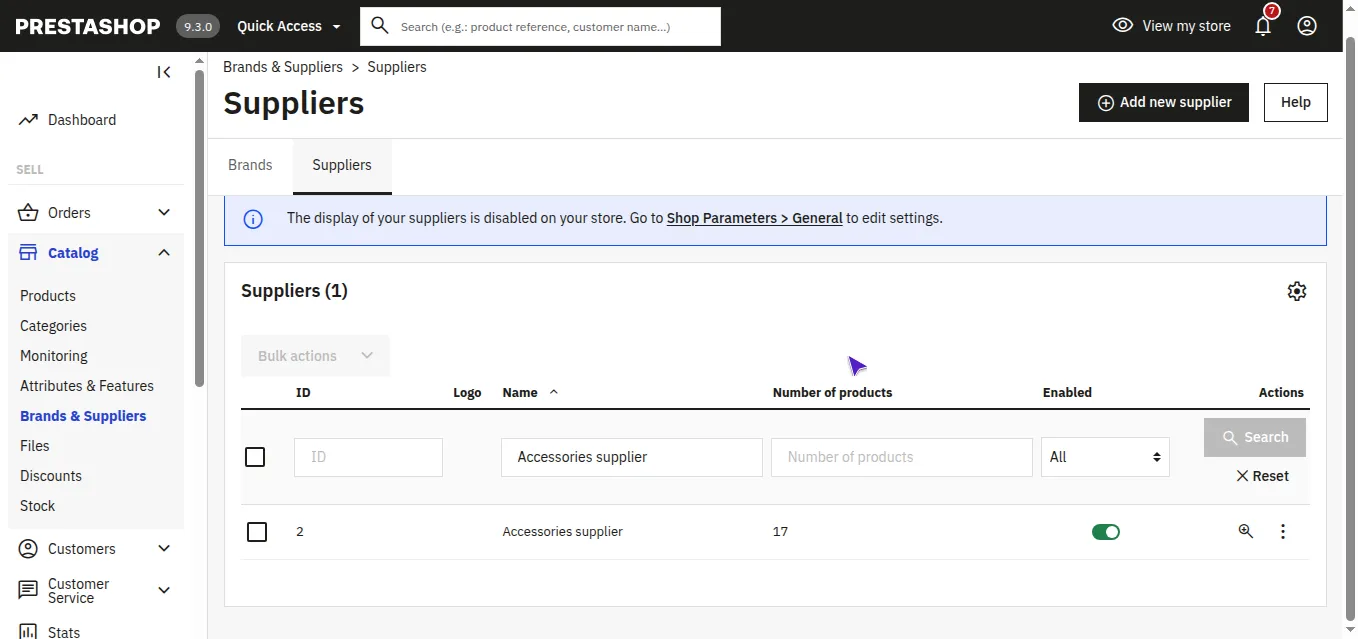 PRESTASHOP 9.3.0 Quick Access Search (e.g.: product reference, customer name...) View my store 7
Dashboard
SELL
Orders
Catalog
Products
Categories
Monitoring
Attributes & Features
Brands & Suppliers
Files
Discounts
Stock
Customers
Customer
Service
Stats
Brands & Suppliers > Suppliers
Suppliers
Add new supplier Help
Brands Suppliers
The display of your suppliers is disabled on your store. Go to Shop Parameters > General to edit settings.
Suppliers (1)
Bulk actions
ID Logo Name Number of products Enabled Actions
ID Accessories supplier Number of products All Search
Reset
2 Accessories supplier 17